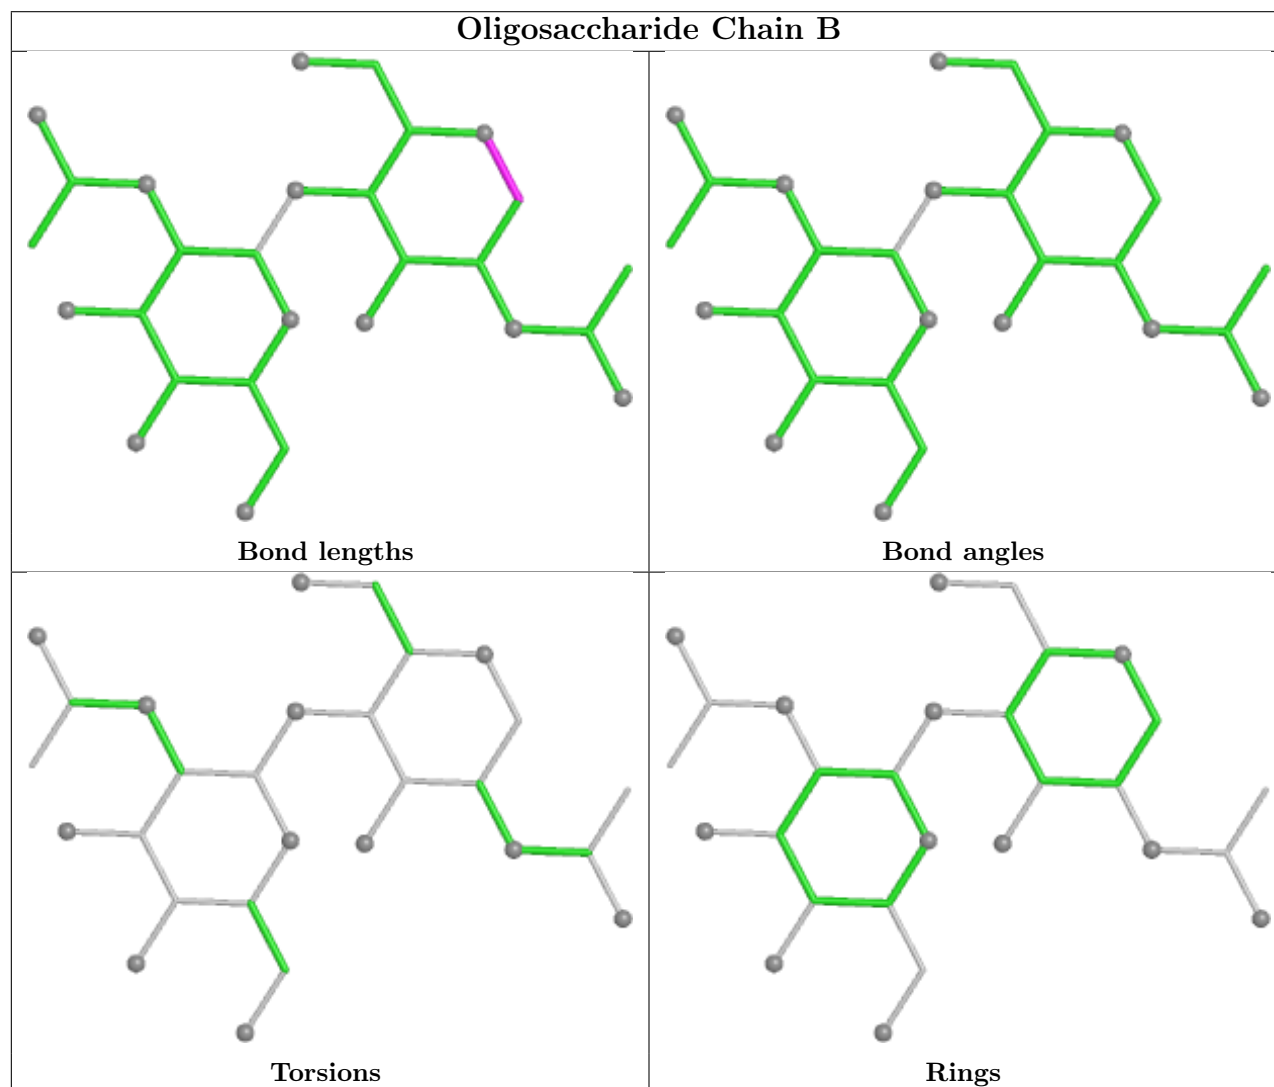 Oligosaccharide Chain B
Bond lengths
Bond angles
Torsions
Rings